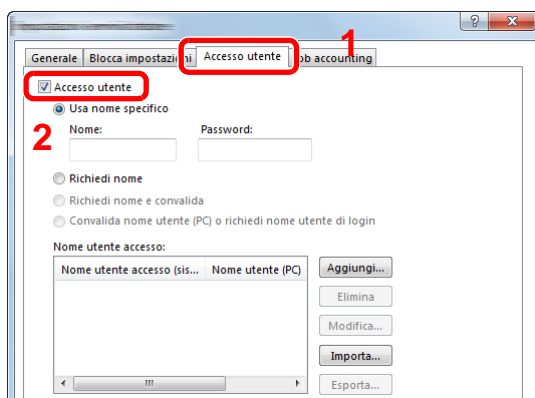 ?
X
1
Generale Blocca impostazioni Accesso utente ob accounting
Accesso utente
Usa nome specifico
2
Nome: Password:
Richiedi nome
Richiedi nome e convalida
Convalida nome utente (PC) o richiedi nome utente di login
Nome utente accesso:
Nome utente accesso (sis... Nome utente (PC)
Aggiungi...
Elimina
Modifica...
Importa...
Esporta...